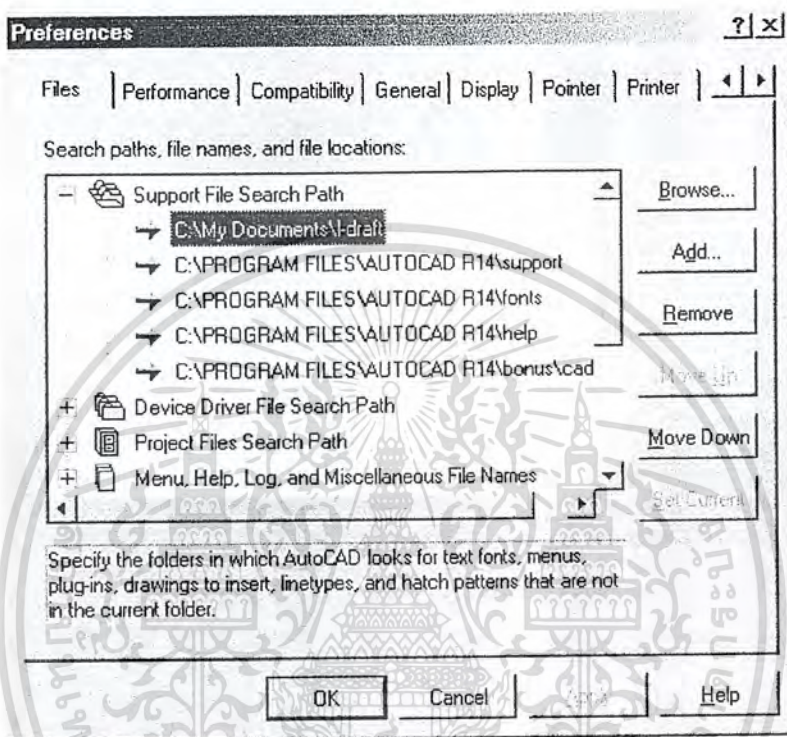 Preferences
? ×
Files Performance Compatibility General Display Pointer Printer
Search paths, file names, and file locations:
Support File Search Path
C:\My Documents\I-draft
C:\PROGRAM FILES\AUTOCAD R14\support
C:\PROGRAM FILES\AUTOCAD R14\fonts
C:\PROGRAM FILES\AUTOCAD R14\help
C:\PROGRAM FILES\AUTOCAD R14\bonus\cad
Device Driver File Search Path
Project Files Search Path
Menu, Help, Log, and Miscellaneous File Names
Browse...
Add...
Remove
Move Up
Move Down
Set Current
Specify the folders in which AutoCAD looks for text fonts, menus,
plug-ins, drawings to insert, linetypes, and hatch patterns that are not
in the current folder.
OK Cancel Apply Help